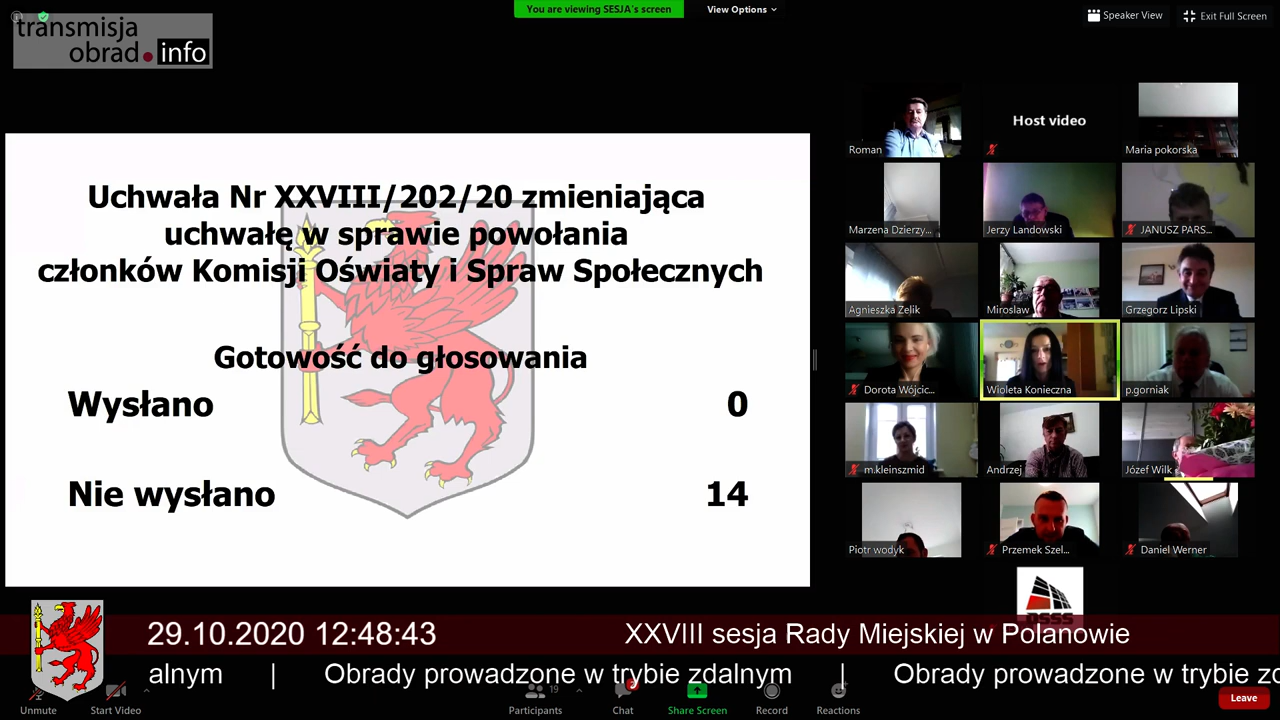 You are viewing SESJA's screen
View Options
Speaker View
Exit Full Screen
transmisja
obrad.info
Uchwała Nr XXVIII/202/20 zmieniająca
uchwałę w sprawie powołania
członków Komisji Oświaty i Spraw Społecznych
Gotowość do głosowania
Wysłano 0
Nie wysłano 14
Roman
Host video
Maria pokorska
Marzena Dzierzy...
Jerzy Landowski
JANUSZ PARS...
Agnieszka Zelik
Miroslaw
Grzegorz Lipski
Dorota Wójcic...
Wioleta Konieczna
p.gorniak
m.kleinszmid
Andrzej
Józef Wilk
Piotr wodyk
Przemek Szel...
Daniel Werner
29.10.2020 12:48:43
XXVIII sesja Rady Miejskiej w Polanowie
alnym | Obrady prowadzone w trybie zdalnym | Obrady prowadzone w trybie zd
Unmute
Start Video
Participants
19
Chat
Share Screen
Record
Reactions
Leave